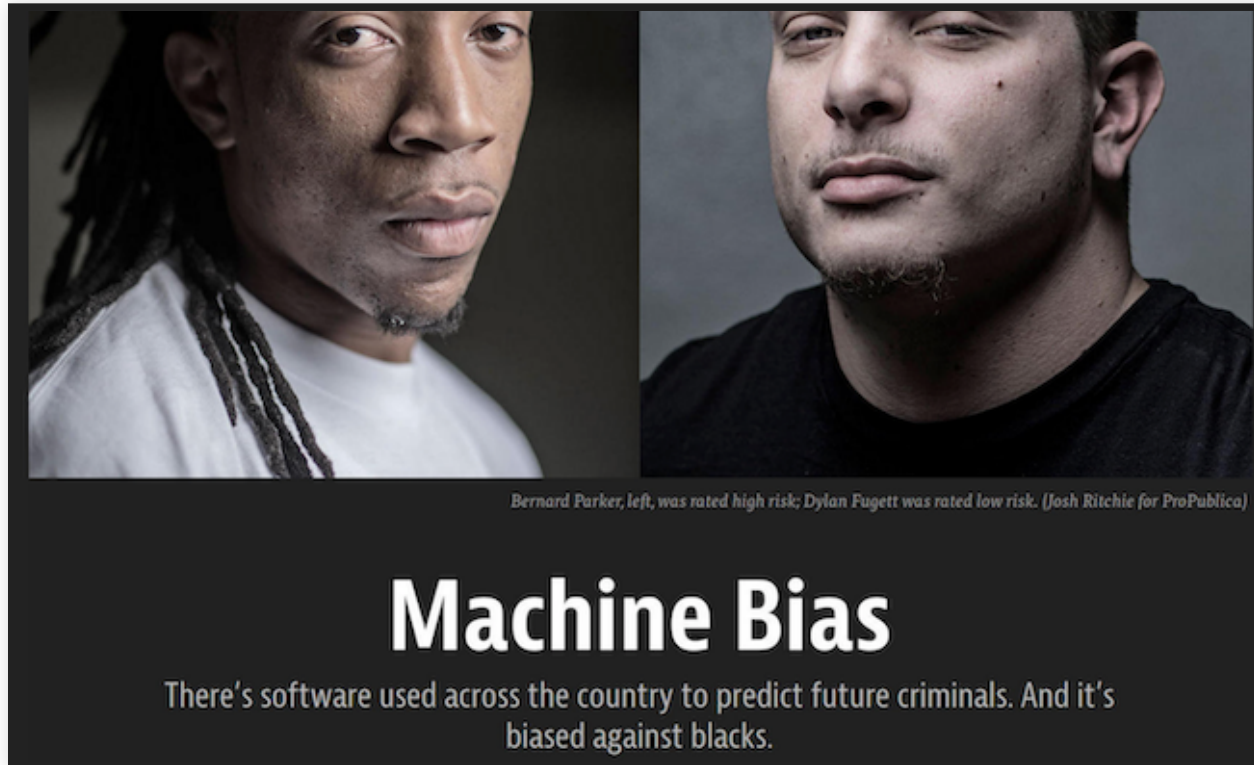 Bernard Parker, left, was rated high risk; Dylan Fugett was rated low risk. (Josh Ritchie for ProPublica)
Machine Bias
There’s software used across the country to predict future criminals. And it’s
biased against blacks.